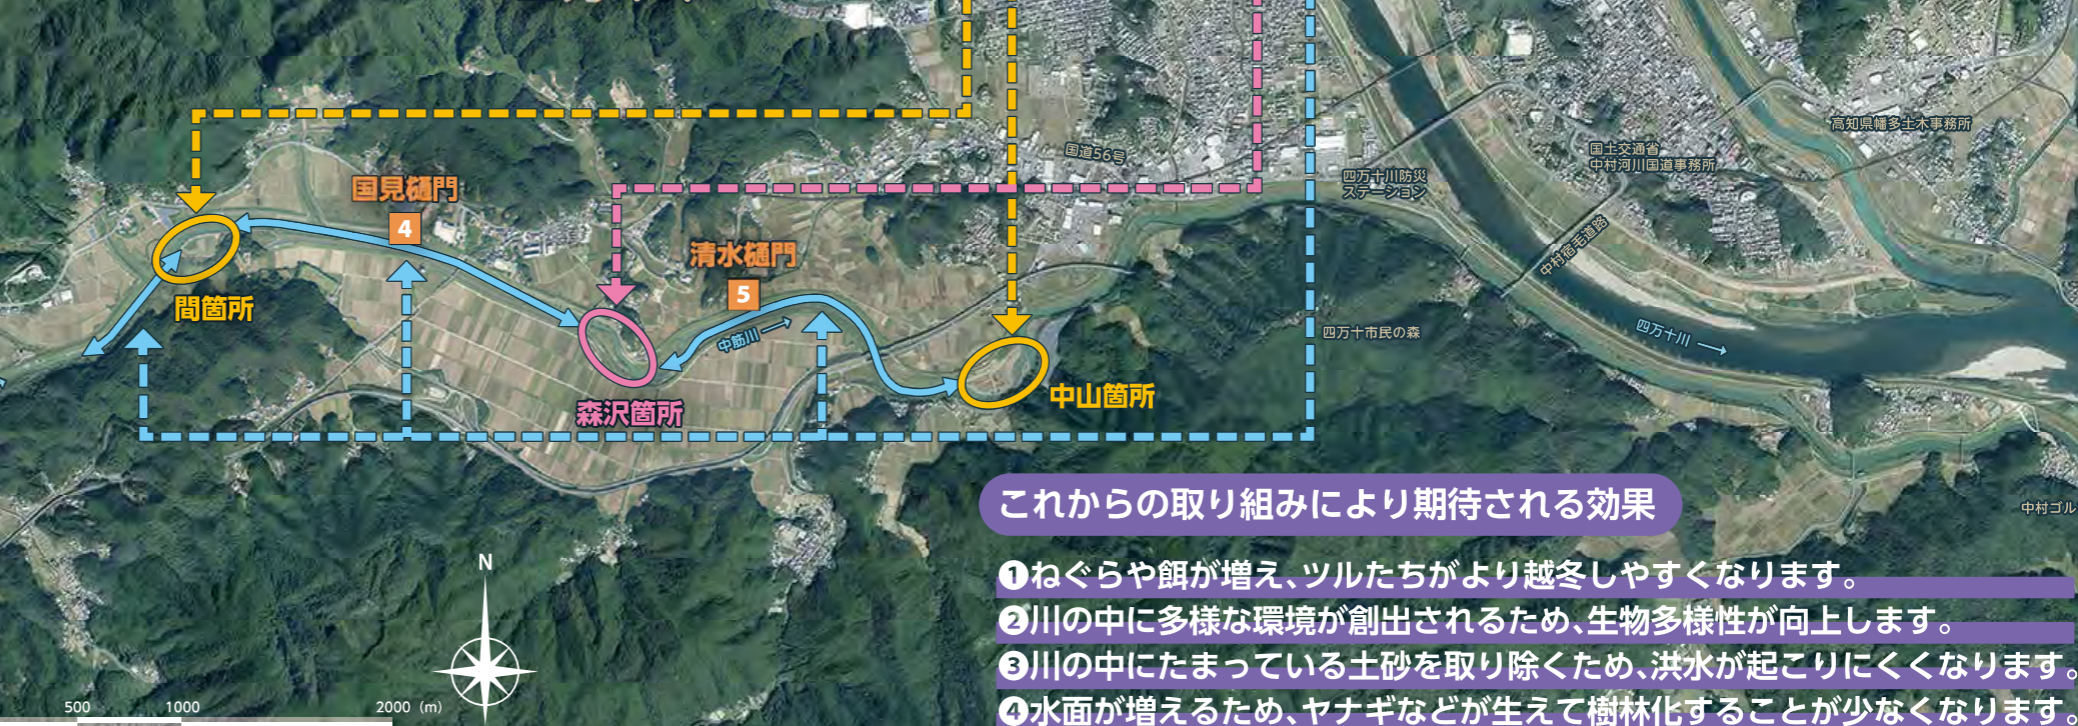 国道56号
四万十川防災
ステーション
国土交通省
中村河川国道事務所
高知県幡多土木事務所
国見樋門
4
清水樋門
5
中村宿毛道路
間箇所
中筋川
四万十市民の森
四万十川
森沢箇所
中山箇所
これからの取り組みにより期待される効果
中村ゴル
N
❶ねぐらや餌が増え、ツルたちがより越冬しやすくなります。
❷川の中に多様な環境が創出されるため、生物多様性が向上します。
❸川の中にたまっている土砂を取り除くため、洪水が起こりにくくなります。
❹水面が増えるため、ヤナギなどが生えて樹林化することが少なくなります。
500 1000 2000（m）